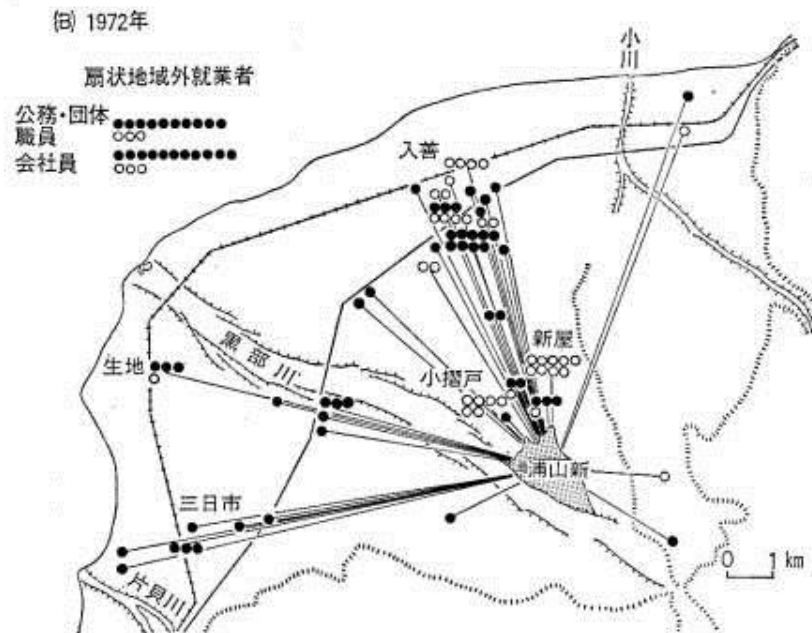 (B) 1972年
扇状地域外就業者
公務・団体
職員
会社員
小川
入善
黒部川
生地
新屋
小摺戸
浦山新
三日市
片貝川
0 1 km